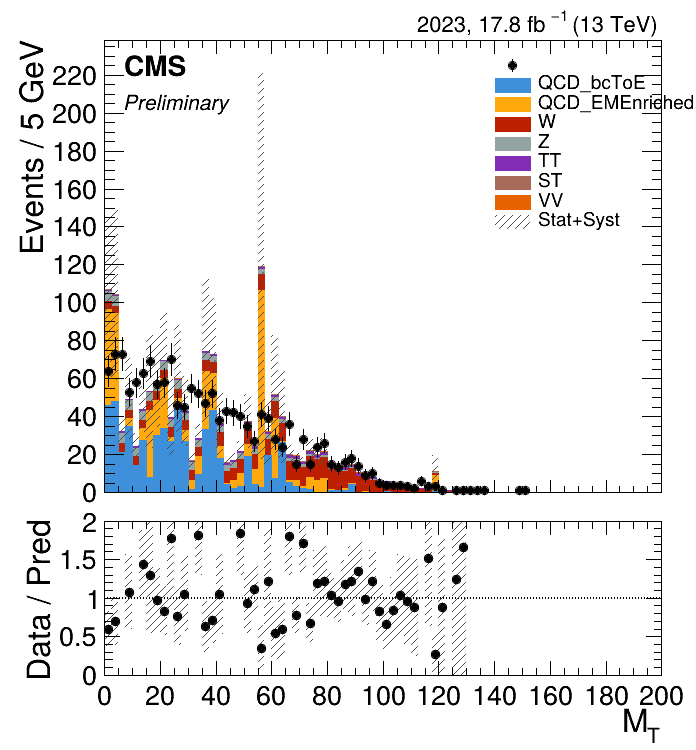 2023, 17.8 fb⁻¹ (13 TeV)
CMS
Preliminary
QCD_bcToE
QCD_EMEnriched
W
Z
TT
ST
VV
Stat+Syst
Events / 5 GeV
220
200
180
160
140
120
100
80
60
40
20
0
Data / Pred
2
1.5
1
0.5
0
0 20 40 60 80 100 120 140 160 180 200
M_T